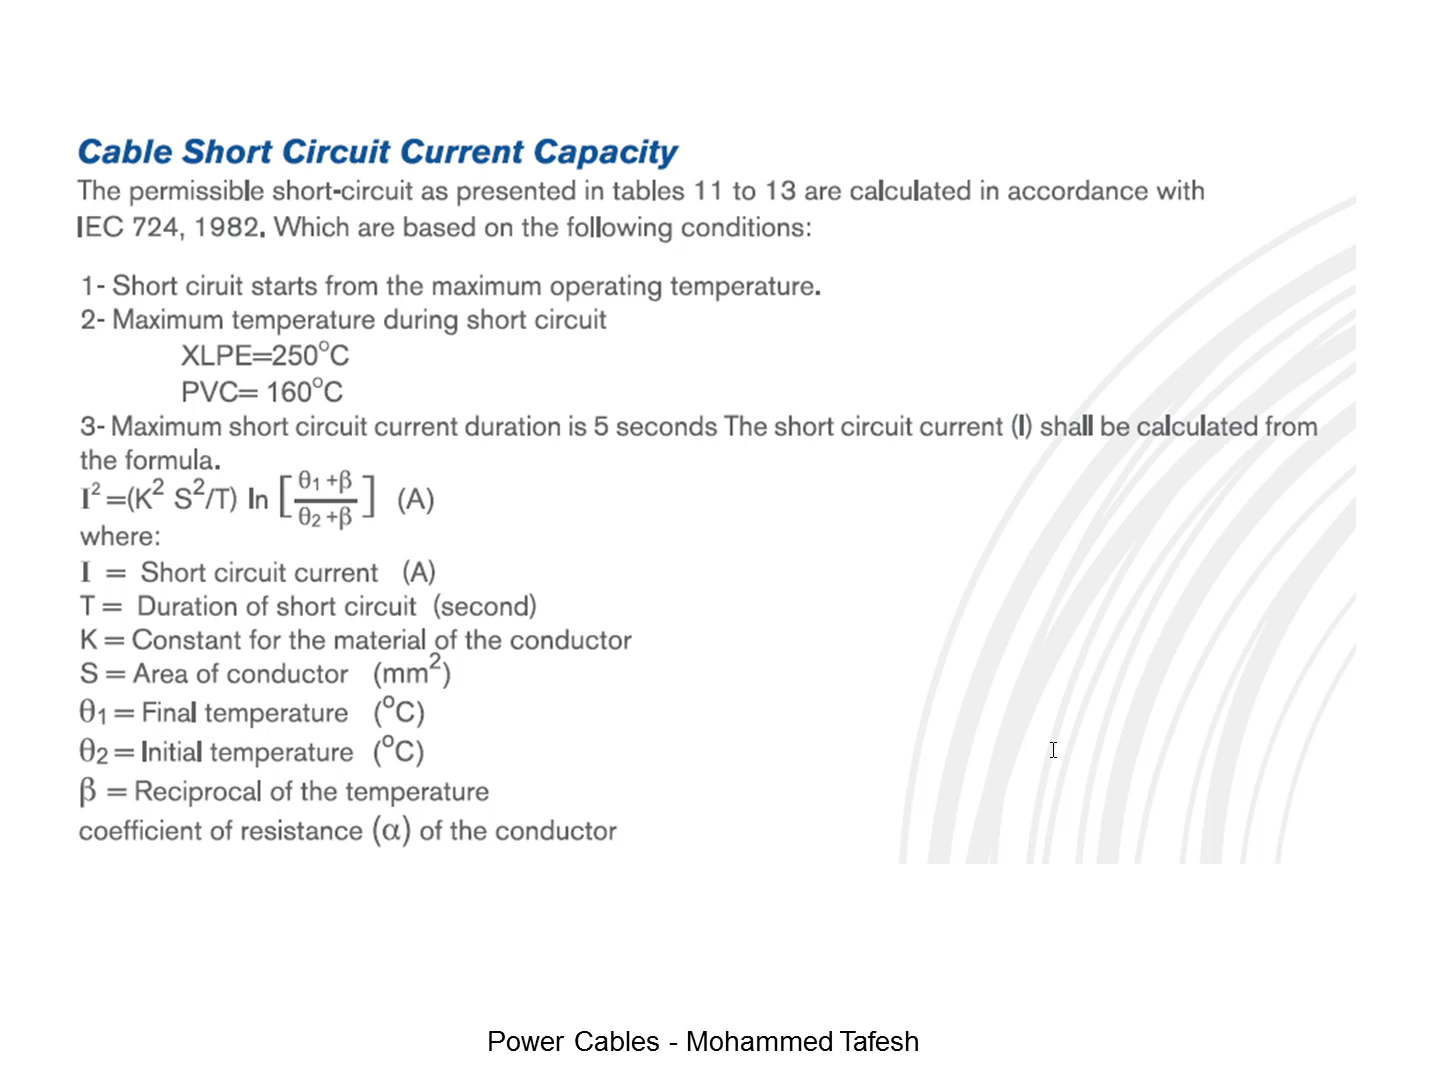 Cable Short Circuit Current Capacity
The permissible short-circuit as presented in tables 11 to 13 are calculated in accordance with
IEC 724, 1982. Which are based on the following conditions:
1- Short ciruit starts from the maximum operating temperature.
2- Maximum temperature during short circuit
XLPE=250°C
PVC= 160°C
3- Maximum short circuit current duration is 5 seconds The short circuit current (I) shall be calculated from
the formula.
I² =(K² S²/T) ln [θ1 +β / θ2 +β] (A)
where:
I = Short circuit current (A)
T = Duration of short circuit (second)
K = Constant for the material of the conductor
S = Area of conductor (mm²)
θ1 = Final temperature (°C)
θ2 = Initial temperature (°C)
β = Reciprocal of the temperature
coefficient of resistance (α) of the conductor
Power Cables - Mohammed Tafesh